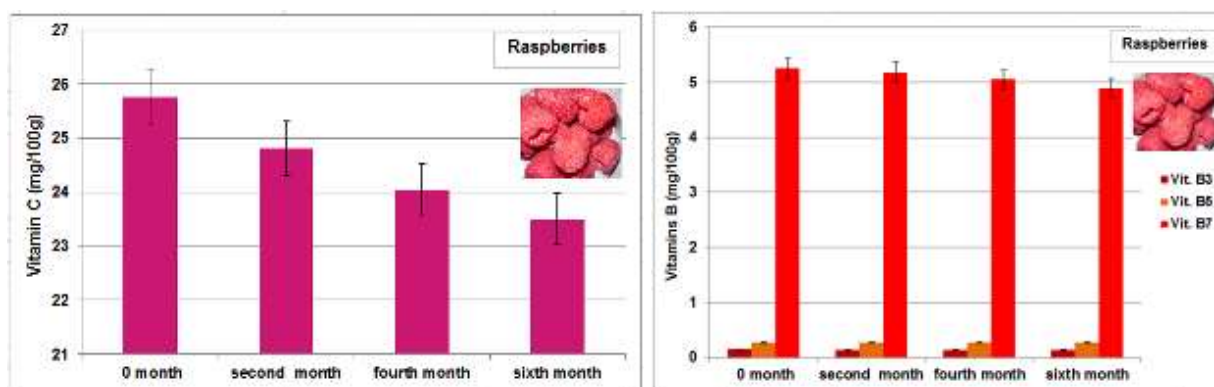 27
26
25
24
23
22
21
Vitamin C (mg/100g)
Raspberries
0 month
second month
fourth month
sixth month
6
5
4
3
2
1
0
Vitamins B (mg/100g)
Raspberries
Vit. B3
Vit. B5
Vit. B7
0 month
second month
fourth month
sixth month